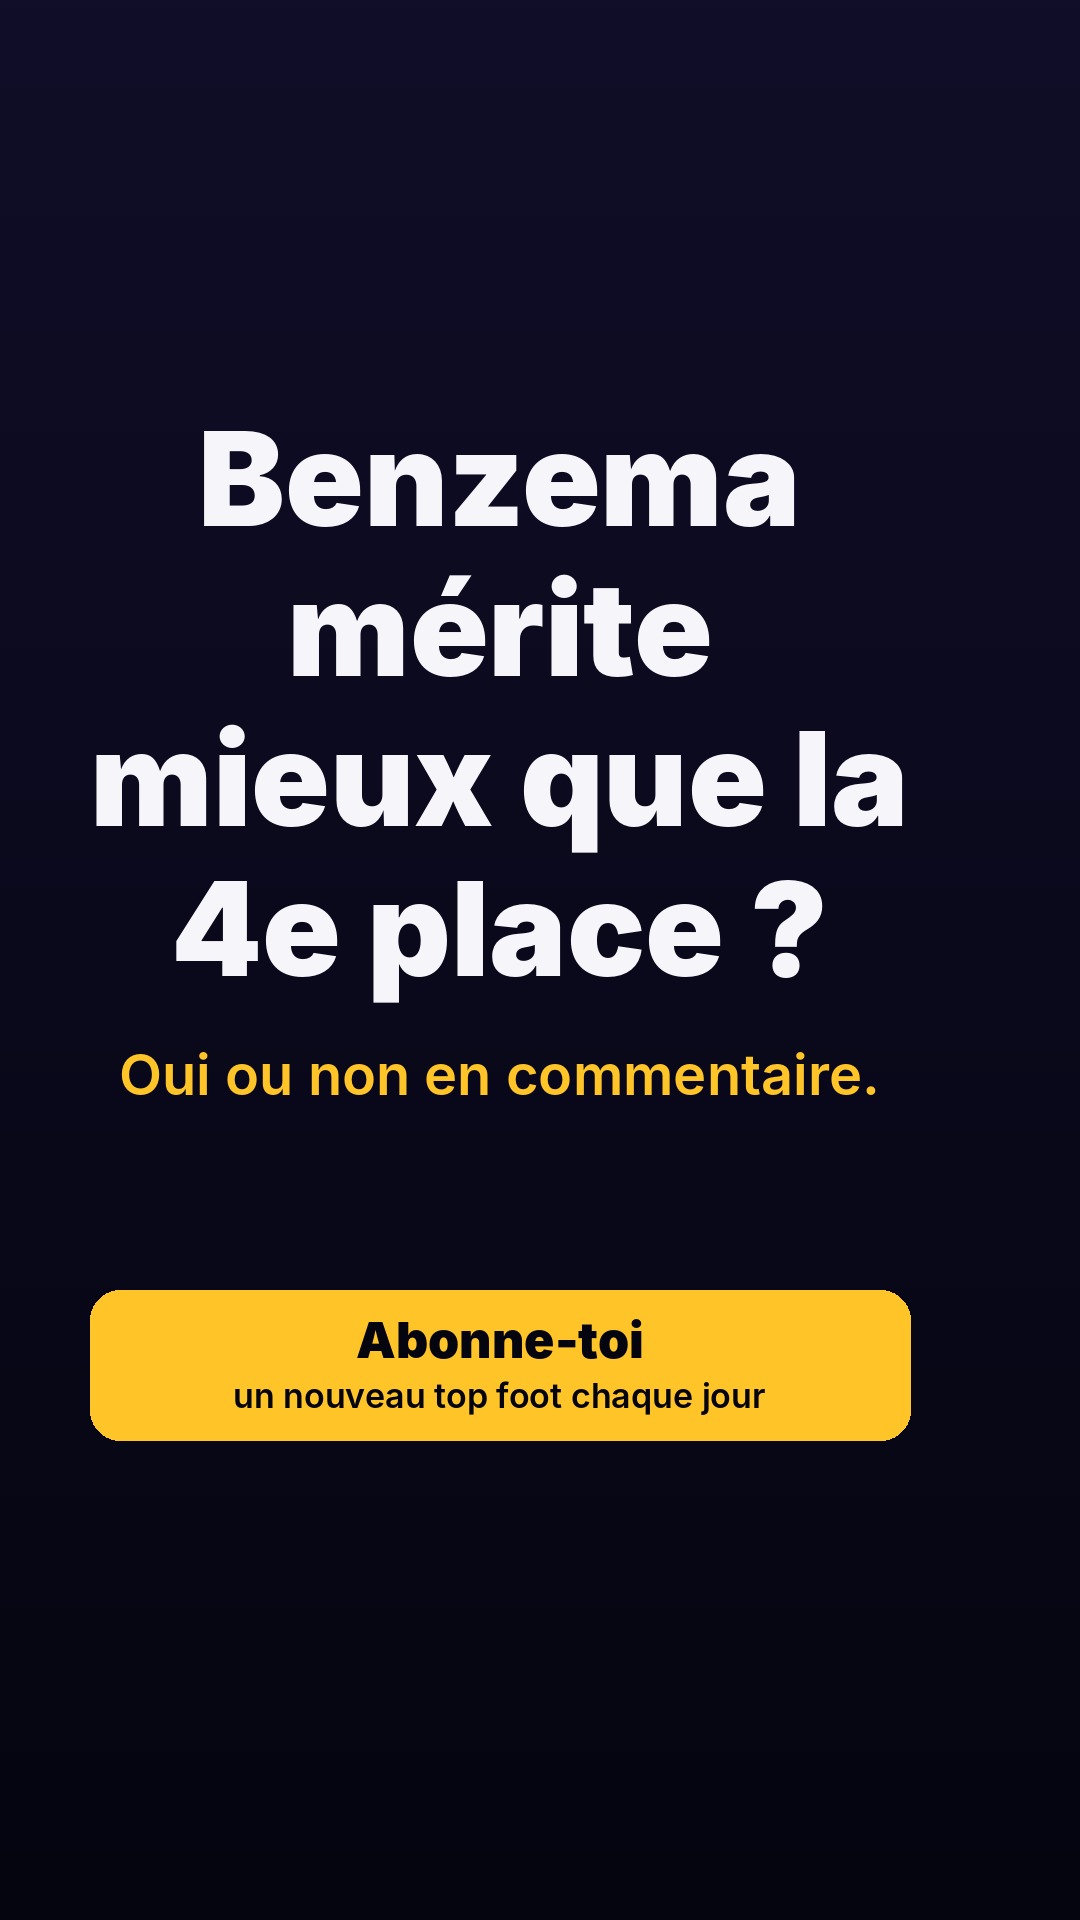 Benzema
mérite
mieux que la
4e place ?
Oui ou non en commentaire.
Abonne-toi
un nouveau top foot chaque jour